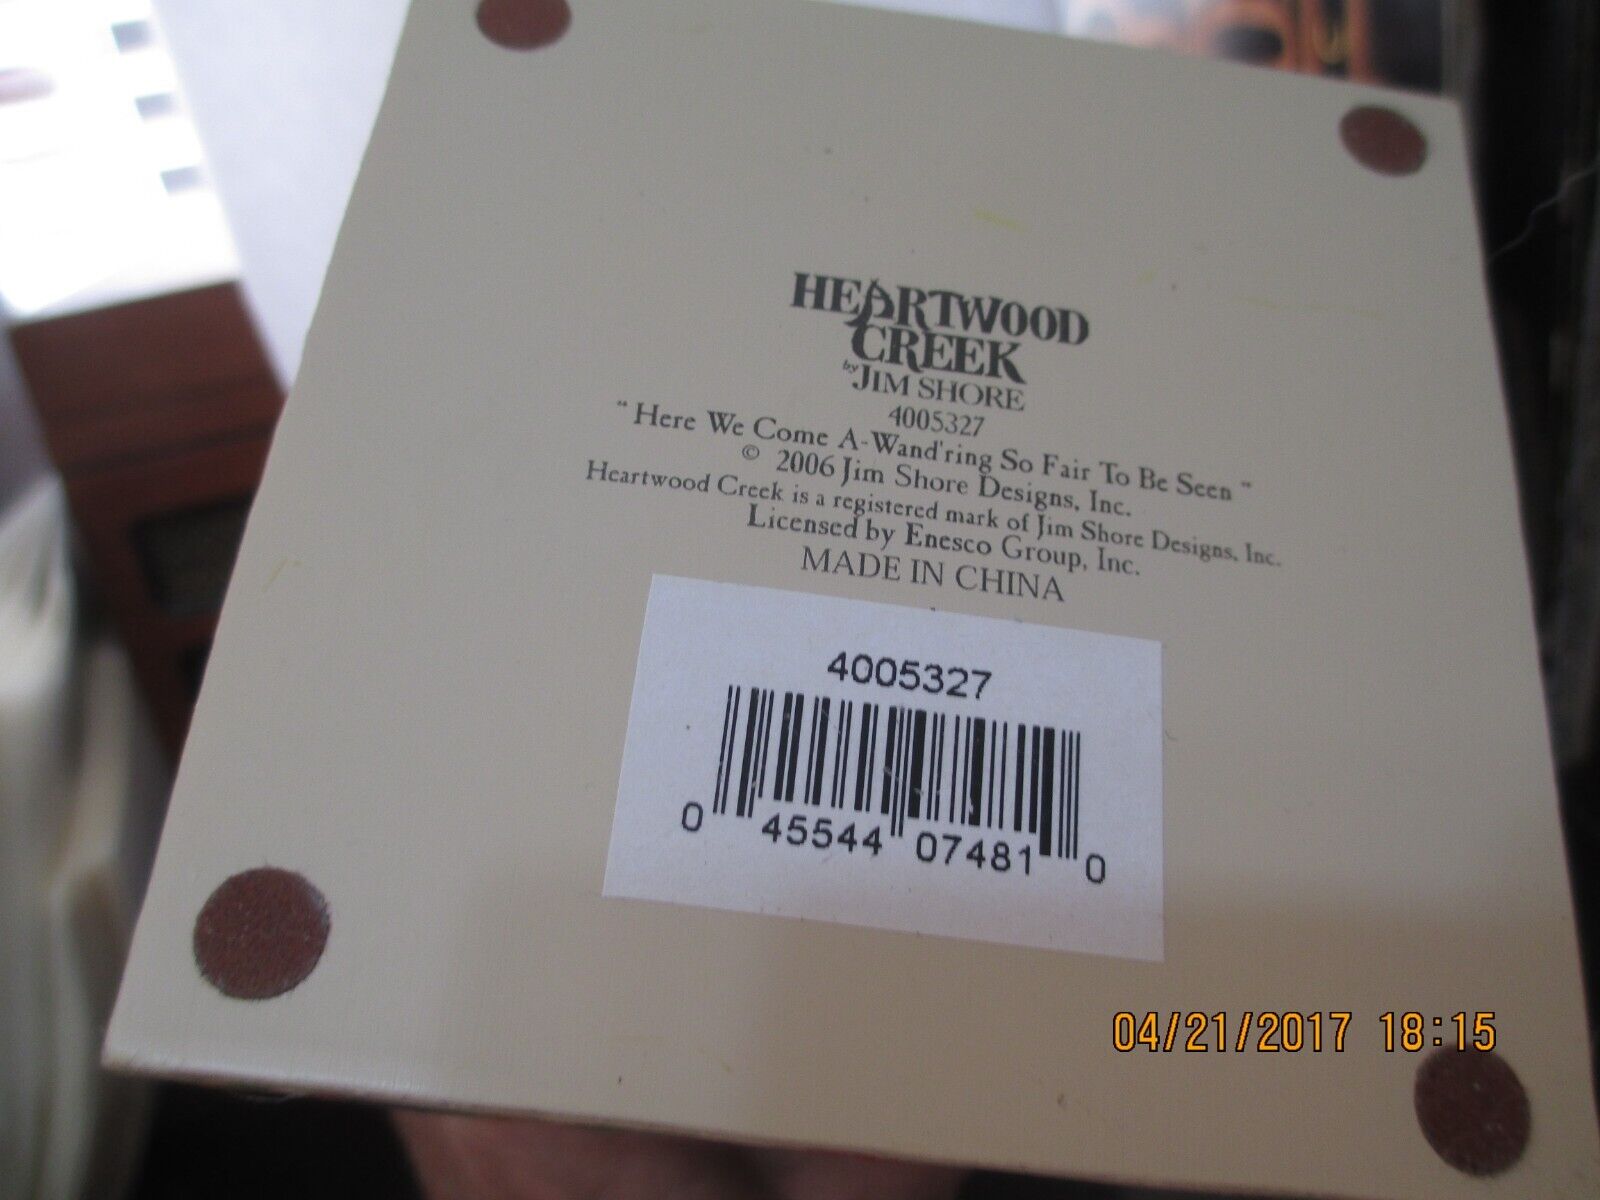 HEARTWOOD
CREEK
by JIM SHORE
4005327
"Here We Come A-Wand'ring So Fair To Be Seen"
© 2006 Jim Shore Designs, Inc.
Heartwood Creek is a registered mark of Jim Shore Designs, Inc.
Licensed by Enesco Group, Inc.
MADE IN CHINA
4005327
0 45544 07481 0
04/21/2017 18:15